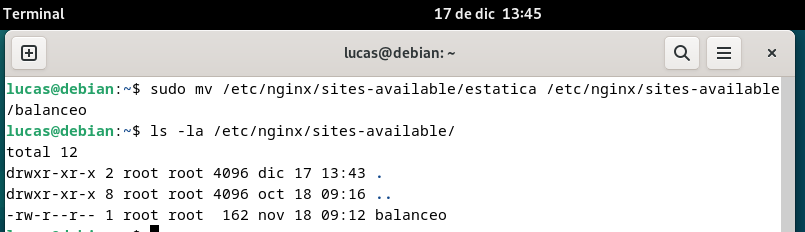 Terminal 17 de dic 13:45
lucas@debian: ~
lucas@debian:~$ sudo mv /etc/nginx/sites-available/estatica /etc/nginx/sites-available
/balanceo
lucas@debian:~$ ls -la /etc/nginx/sites-available/
total 12
drwxr-xr-x 2 root root 4096 dic 17 13:43 .
drwxr-xr-x 8 root root 4096 oct 18 09:16 ..
-rw-r--r-- 1 root root  162 nov 18 09:12 balanceo
lucas@debian:~$